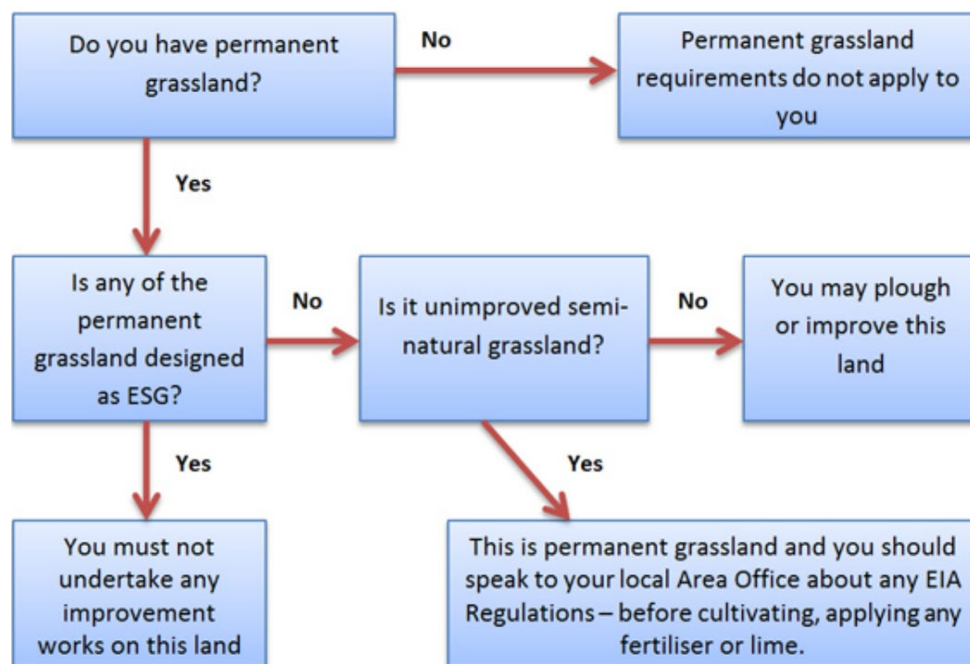 Do you have permanent
grassland?
No
Permanent grassland
requirements do not apply to
you
Yes
Is any of the
permanent
grassland designed
as ESG?
No
Is it unimproved semi-
natural grassland?
No
You may plough
or improve this
land
Yes
Yes
You must not
undertake any
improvement
works on this land
This is permanent grassland and you should
speak to your local Area Office about any EIA
Regulations – before cultivating, applying any
fertiliser or lime.